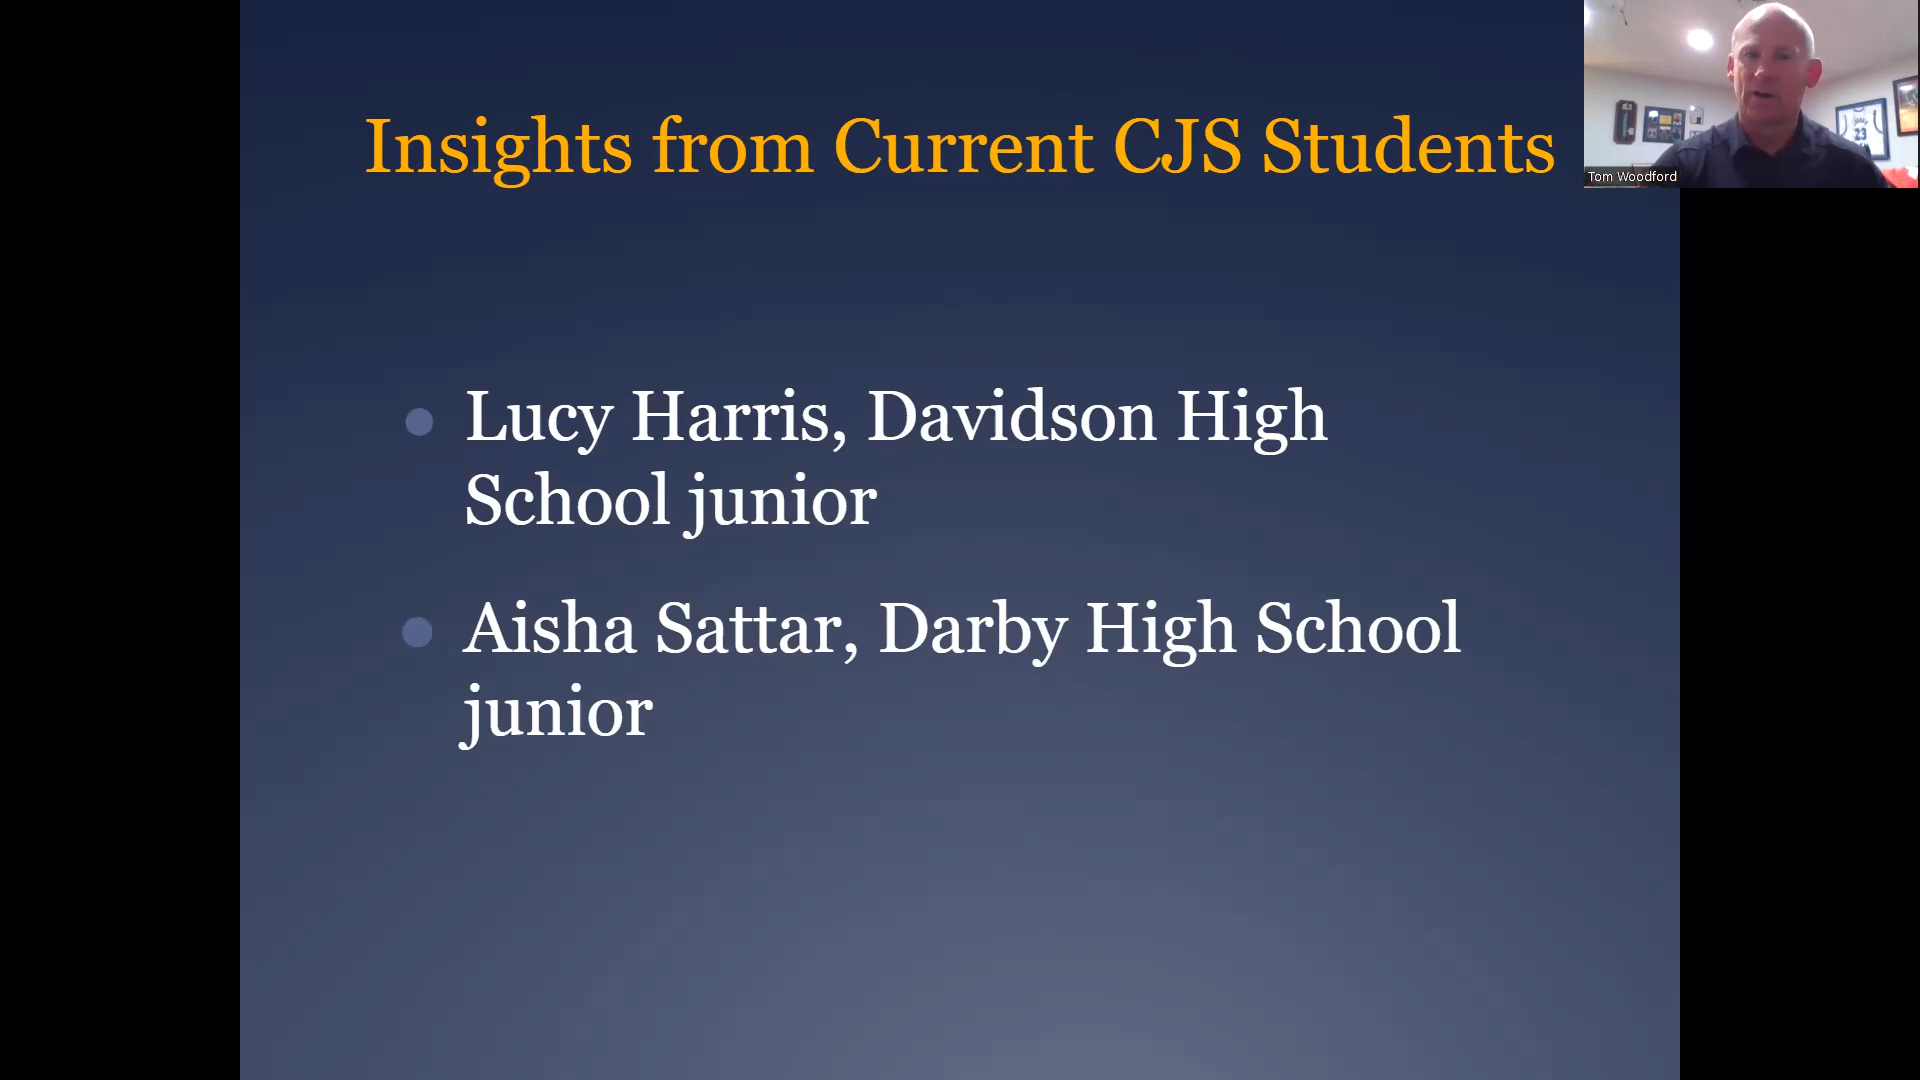 Insights from Current CJS Students
Tom Woodford
23
Lucy Harris, Davidson High
School junior
Aisha Sattar, Darby High School
junior